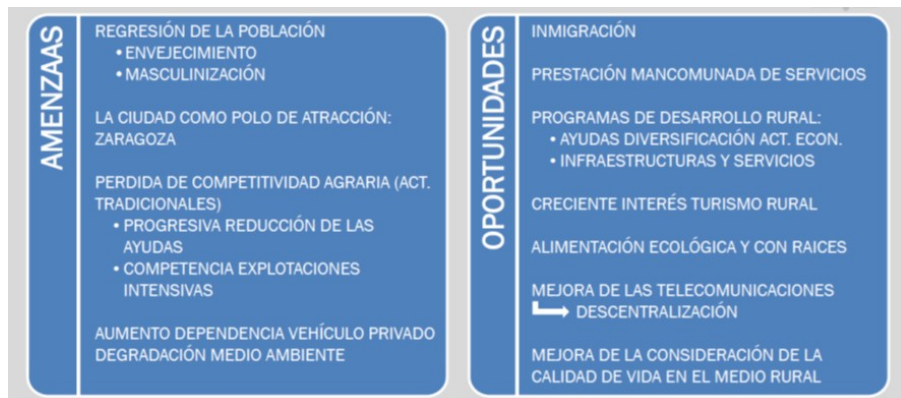 AMENZAAS
REGRESIÓN DE LA POBLACIÓN
• ENVEJECIMIENTO
• MASCULINIZACIÓN
LA CIUDAD COMO POLO DE ATRACCIÓN:
ZARAGOZA
PERDIDA DE COMPETITIVIDAD AGRARIA (ACT.
TRADICIONALES)
• PROGRESIVA REDUCCIÓN DE LAS
AYUDAS
• COMPETENCIA EXPLOTACIONES
INTENSIVAS
AUMENTO DEPENDENCIA VEHÍCULO PRIVADO
DEGRADACIÓN MEDIO AMBIENTE
OPORTUNIDADES
INMIGRACIÓN
PRESTACIÓN MANCOMUNADA DE SERVICIOS
PROGRAMAS DE DESARROLLO RURAL:
• AYUDAS DIVERSIFICACIÓN ACT. ECON.
• INFRAESTRUCTURAS Y SERVICIOS
CRECIENTE INTERÉS TURISMO RURAL
ALIMENTACIÓN ECOLÓGICA Y CON RAICES
MEJORA DE LAS TELECOMUNICACIONES
DESCENTRALIZACIÓN
MEJORA DE LA CONSIDERACIÓN DE LA
CALIDAD DE VIDA EN EL MEDIO RURAL